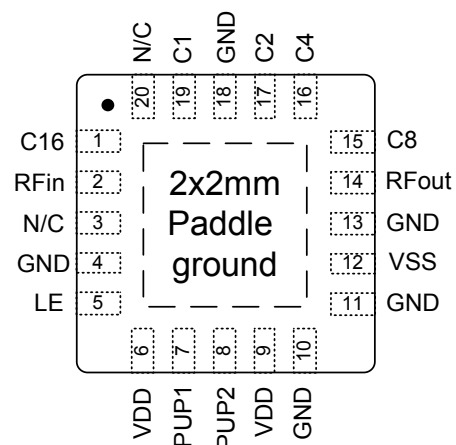 N/C C1 GND C2 C4
20 19 18 17 16
C16 1 15 C8
RFin 2 14 RFout
N/C 3 13 GND
GND 4 12 VSS
LE 5 11 GND
2x2mm
Paddle
ground
6 7 8 9 10
VDD PUP1 PUP2 VDD GND